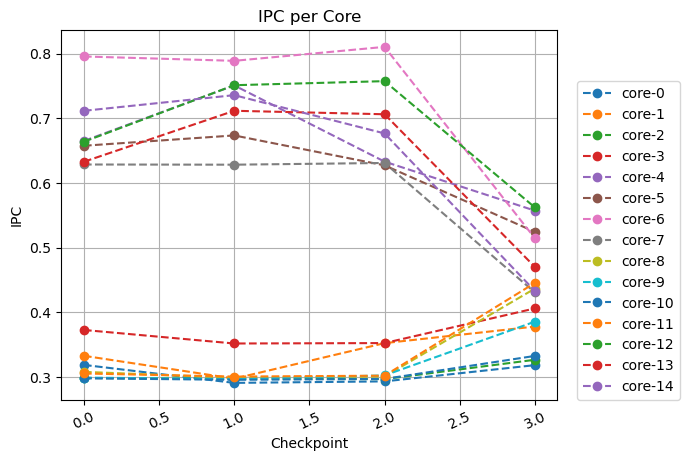 IPC per Core
IPC
0.8
0.7
0.6
0.5
0.4
0.3
0.0
0.5
1.0
1.5
2.0
2.5
3.0
Checkpoint
core-0
core-1
core-2
core-3
core-4
core-5
core-6
core-7
core-8
core-9
core-10
core-11
core-12
core-13
core-14